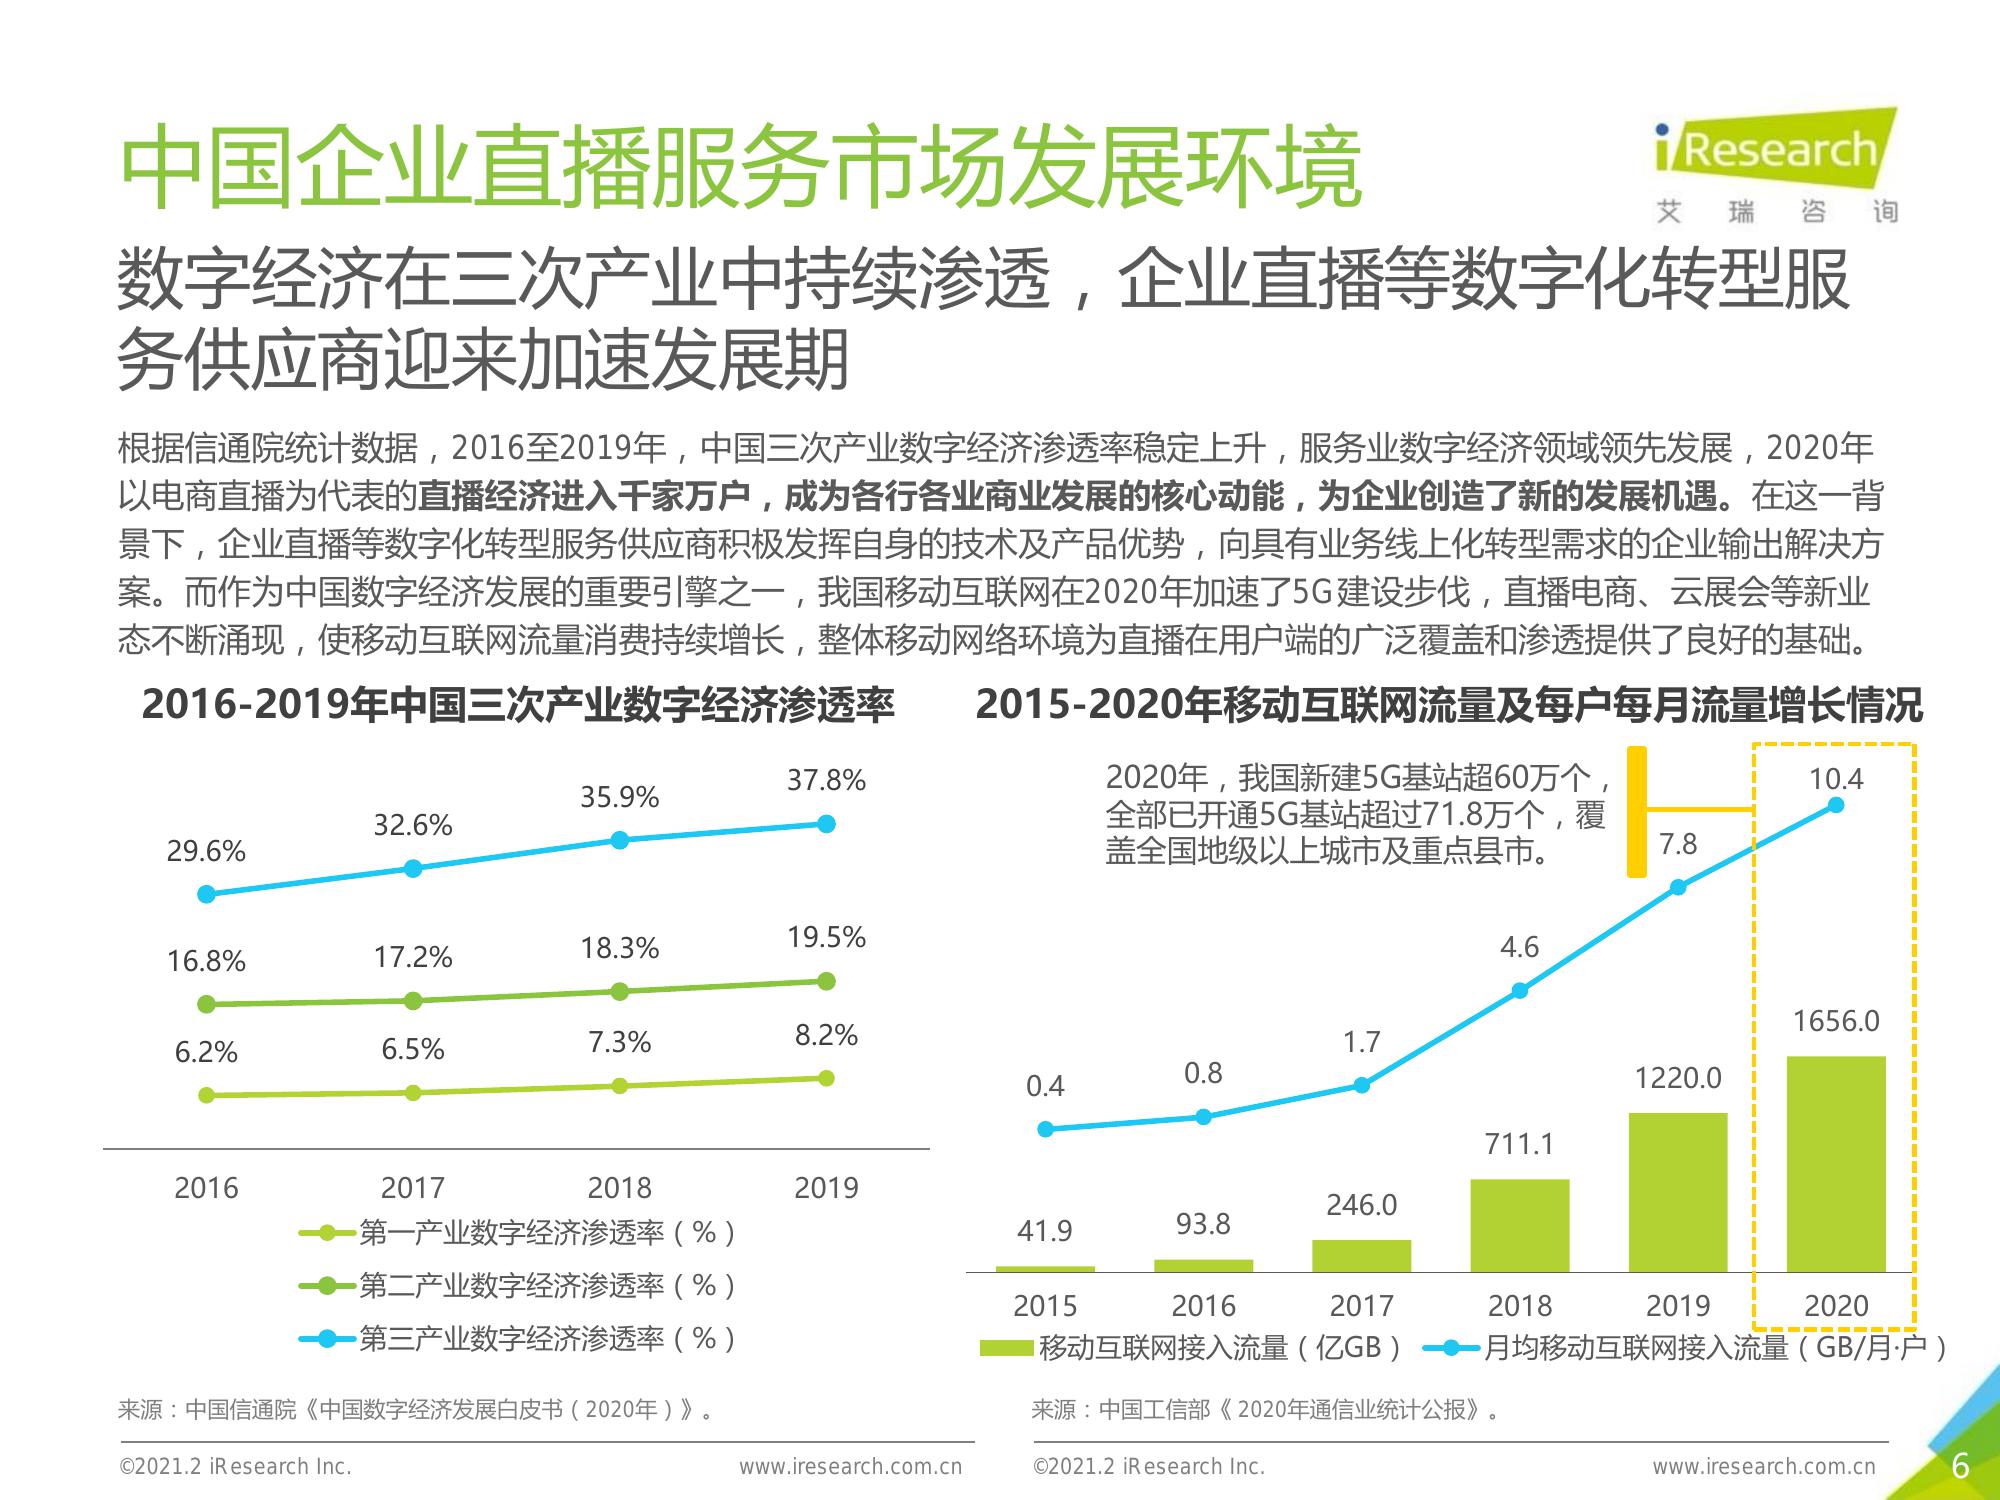 中国企业直播服务市场发展环境
iResearch
艾瑞咨询
数字经济在三次产业中持续渗透，企业直播等数字化转型服
务供应商迎来加速发展期
根据信通院统计数据，2016至2019年，中国三次产业数字经济渗透率稳定上升，服务业数字经济领域领先发展，2020年
以电商直播为代表的直播经济进入千家万户，成为各行各业商业发展的核心动能，为企业创造了新的发展机遇。在这一背
景下，企业直播等数字化转型服务供应商积极发挥自身的技术及产品优势，向具有业务线上化转型需求的企业输出解决方
案。而作为中国数字经济发展的重要引擎之一，我国移动互联网在2020年加速了5G建设步伐，直播电商、云展会等新业
态不断涌现，使移动互联网流量消费持续增长，整体移动网络环境为直播在用户端的广泛覆盖和渗透提供了良好的基础。
2016-2019年中国三次产业数字经济渗透率
37.8%
35.9%
32.6%
29.6%
19.5%
18.3%
17.2%
16.8%
8.2%
7.3%
6.5%
6.2%
2016 2017 2018 2019
第一产业数字经济渗透率（%）
第二产业数字经济渗透率（%）
第三产业数字经济渗透率（%）
来源：中国信通院《中国数字经济发展白皮书（2020年）》。
©2021.2 iResearch Inc. www.iresearch.com.cn
2015-2020年移动互联网流量及每户每月流量增长情况
2020年，我国新建5G基站超60万个，
全部已开通5G基站超过71.8万个，覆
盖全国地级以上城市及重点县市。
10.4
7.8
4.6
1.7
0.8
0.4
1656.0
1220.0
711.1
246.0
93.8
41.9
2015 2016 2017 2018 2019 2020
移动互联网接入流量（亿GB） 月均移动互联网接入流量（GB/月·户）
来源：中国工信部《 2020年通信业统计公报》。
©2021.2 iResearch Inc. www.iresearch.com.cn
6